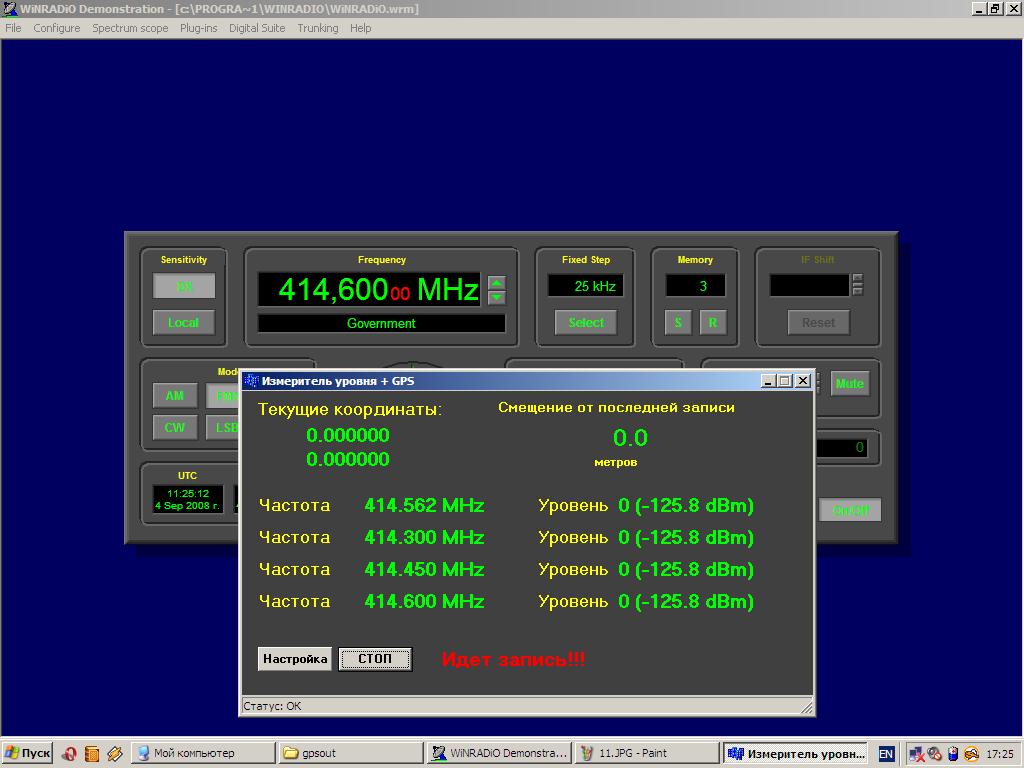 WiNRADiO Demonstration - [c:\PROGRA~1\WINRADIO\WiNRADiO.wrm]
File Configure Spectrum scope Plug-ins Digital Suite Trunking Help
Sensitivity
DX
Local
Frequency
414,60000 MHz
Government
Fixed Step
25 kHz
Select
Memory
3
S R
IF Shift
Reset
AM
CW LSB
Mute
0
UTC
11:25:12
4 Sep 2008 г.
On/Off
Измеритель уровня + GPS
Текущие координаты:
0.000000
0.000000
Смещение от последней записи
0.0
метров
Частота 414.562 MHz Уровень 0 (-125.8 dBm)
Частота 414.300 MHz Уровень 0 (-125.8 dBm)
Частота 414.450 MHz Уровень 0 (-125.8 dBm)
Частота 414.600 MHz Уровень 0 (-125.8 dBm)
Настройка СТОП Идет запись!!!
Статус: OK
Пуск Мой компьютер gpsout WiNRADiO Demonstra... 11.JPG - Paint Измеритель уровн... EN 17:25